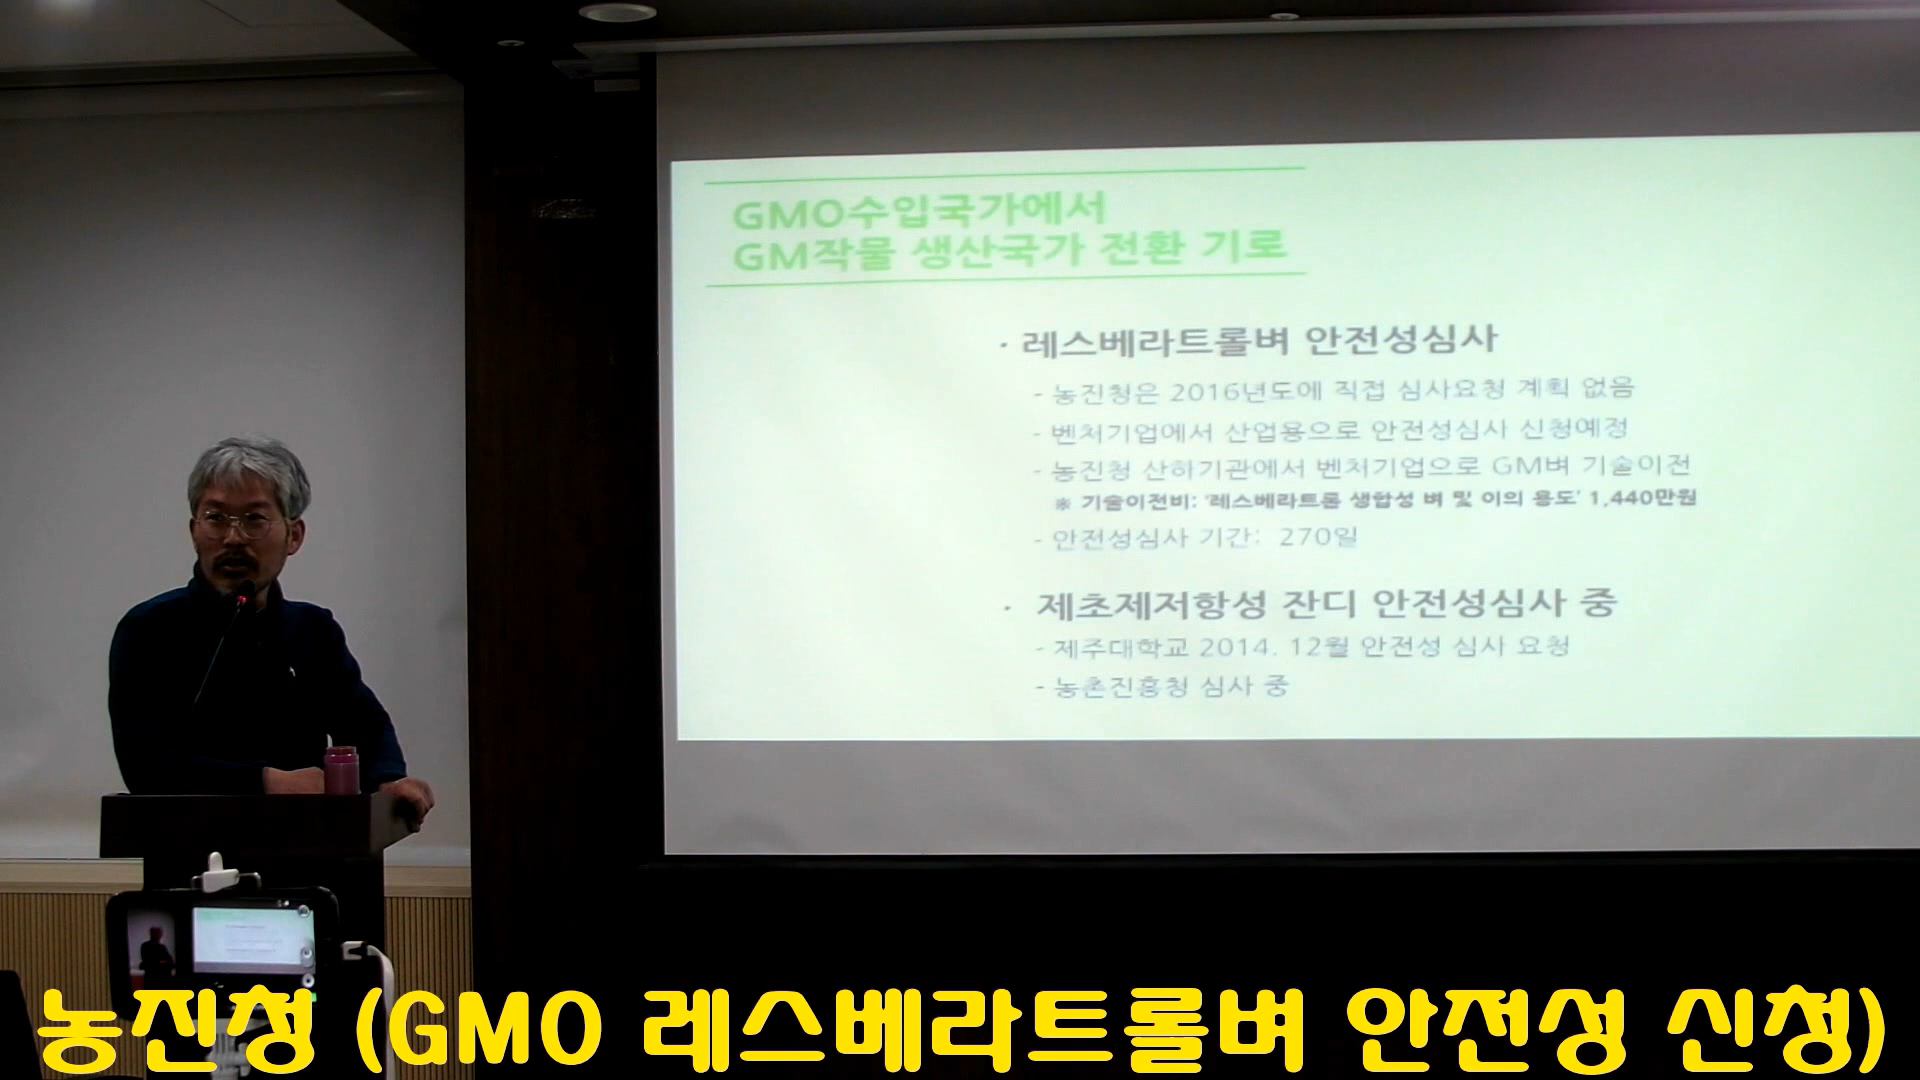 GMO수입국가에서
GM작물 생산국가 전환 기로
· 레스베라트롤벼 안전성심사
- 농진청은 2016년도에 직접 심사요청 계획 없음
- 벤처기업에서 산업용으로 안전성심사 신청예정
- 농진청 산하기관에서 벤처기업으로 GM벼 기술이전
※ 기술이전비: '레스베라트롤 생합성 벼 및 이의 용도' 1,440만원
- 안전성심사 기간: 270일
· 제초제저항성 잔디 안전성심사 중
- 제주대학교 2014. 12월 안전성 심사 요청
- 농촌진흥청 심사 중
농진청 (GMO 레스베라트롤벼 안전성 신청)